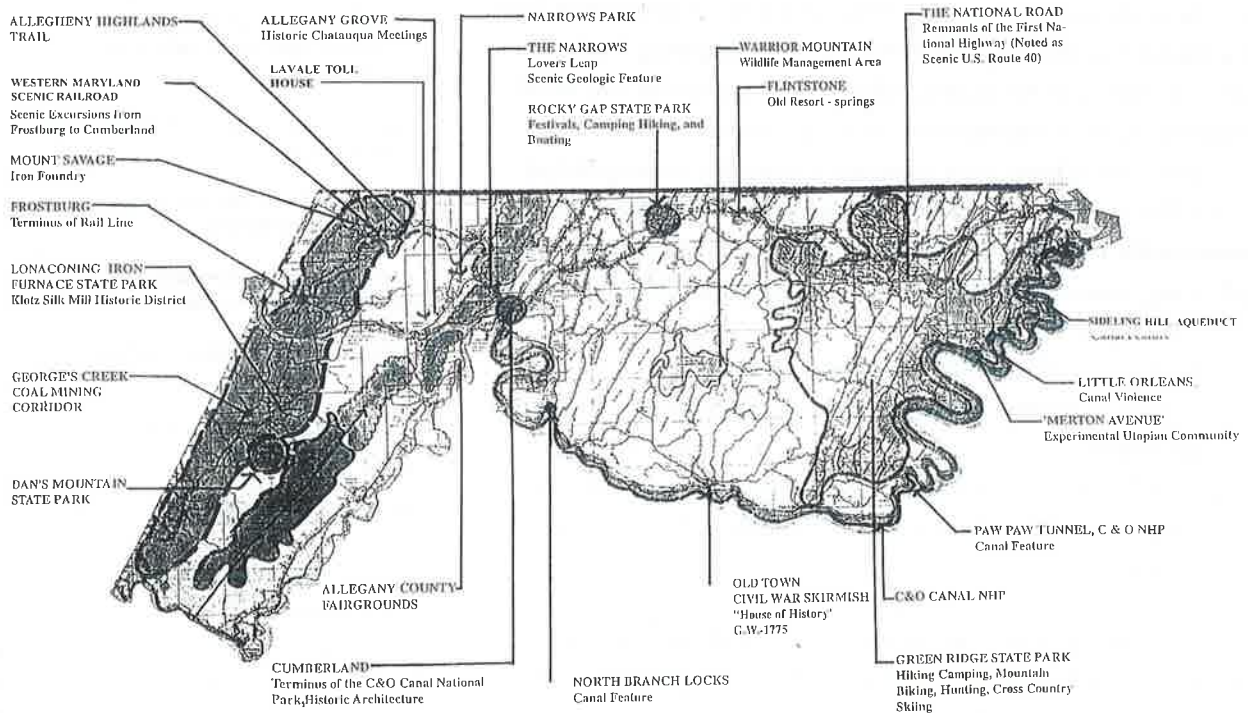 ALLEGHENY HIGHLANDS
TRAIL
ALLEGANY GROVE
Historic Chatauqua Meetings
NARROWS PARK
THE NATIONAL ROAD
Remnants of the First Na-
tional Highway (Noted as
Scenic U.S. Route 40)
THE NARROWS
Lovers Leap
Scenic Geologic Feature
WARRIOR MOUNTAIN
Wildlife Management Area
LAVALE TOLL
HOUSE
WESTERN MARYLAND
SCENIC RAILROAD
Scenic Excursions from
Frostburg to Cumberland
FLINTSTONE
Old Resort - springs
ROCKY GAP STATE PARK
Festivals, Camping Hiking, and
Boating
MOUNT SAVAGE
Iron Foundry
FROSTBURG
Terminus of Rail Line
LONACONING IRON
FURNACE STATE PARK
Klotz Silk Mill Historic District
SIDELING HILL AQUEDUCT
GEORGE'S CREEK
COAL MINING
CORRIDOR
LITTLE ORLEANS
Canal Violence
'MERTON AVENUE'
Experimental Utopian Community
DAN'S MOUNTAIN
STATE PARK
PAW PAW TUNNEL, C & O NHP
Canal Feature
ALLEGANY COUNTY
FAIRGROUNDS
OLD TOWN
CIVIL WAR SKIRMISH
"House of History"
G.W.-1775
C&O CANAL NHP
CUMBERLAND
Terminus of the C&O Canal National
Park,Historic Architecture
NORTH BRANCH LOCKS
Canal Feature
GREEN RIDGE STATE PARK
Hiking Camping, Mountain
Biking, Hunting, Cross Country
Skiing